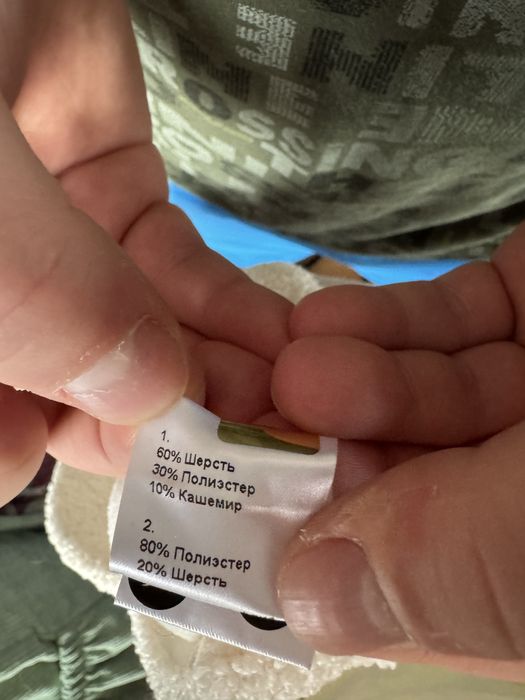 1.
60% Шерсть
30% Полиэстер
10% Кашемир
2.
80% Полиэстер
20% Шерсть